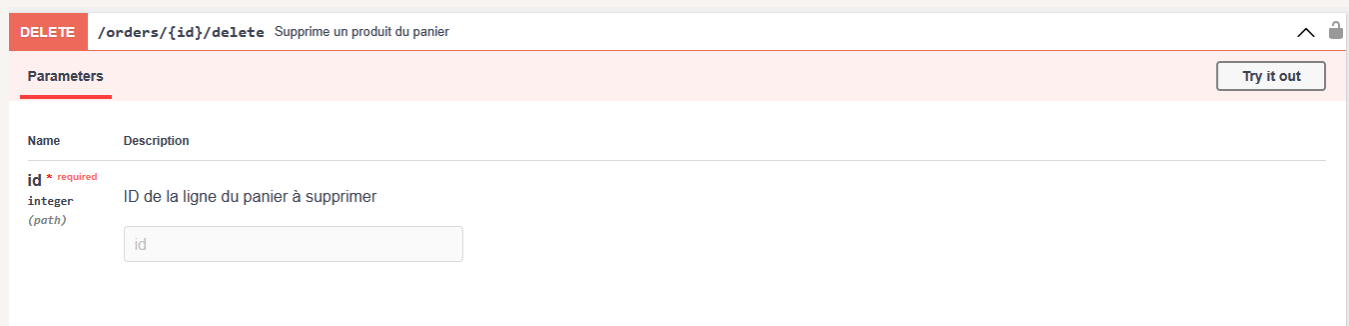 DELETE /orders/{id}/delete Supprime un produit du panier
Parameters Try it out
Name Description
id * required
integer
(path)
ID de la ligne du panier à supprimer
id